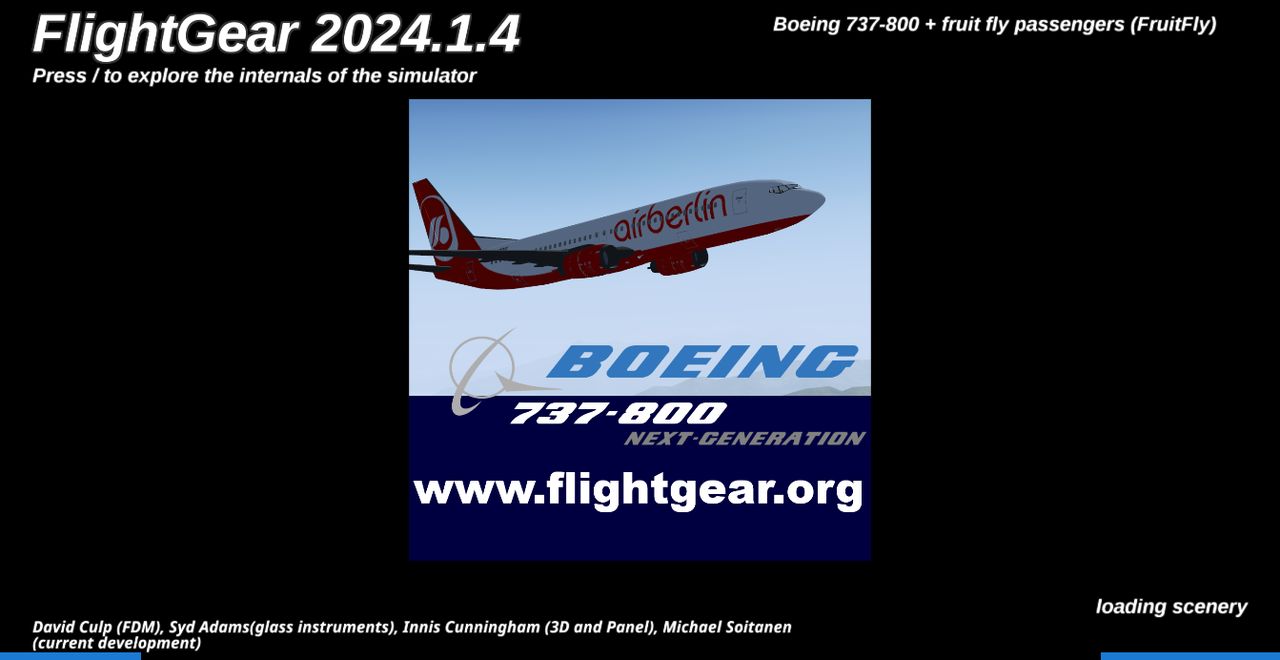 FlightGear 2024.1.4
Boeing 737-800 + fruit fly passengers (FruitFly)
Press / to explore the internals of the simulator
airberlin
BOEING
737-800
NEXT-GENERATION
www.flightgear.org
loading scenery
David Culp (FDM), Syd Adams(glass instruments), Innis Cunningham (3D and Panel), Michael Soitanen
(current development)